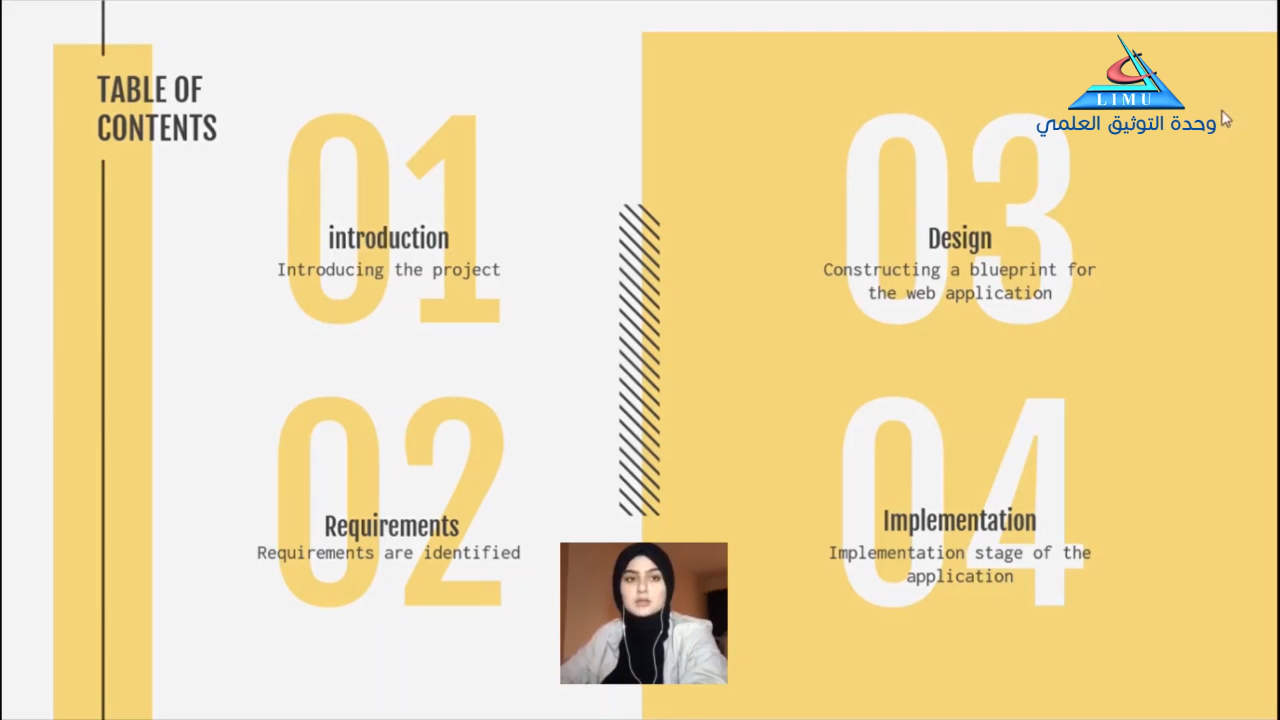 TABLE OF
CONTENTS
01
introduction
Introducing the project
02
Requirements
Requirements are identified
03
Design
Constructing a blueprint for
the web application
04
Implementation
Implementation stage of the
application
LIMU
وحدة التوثيق العلمي